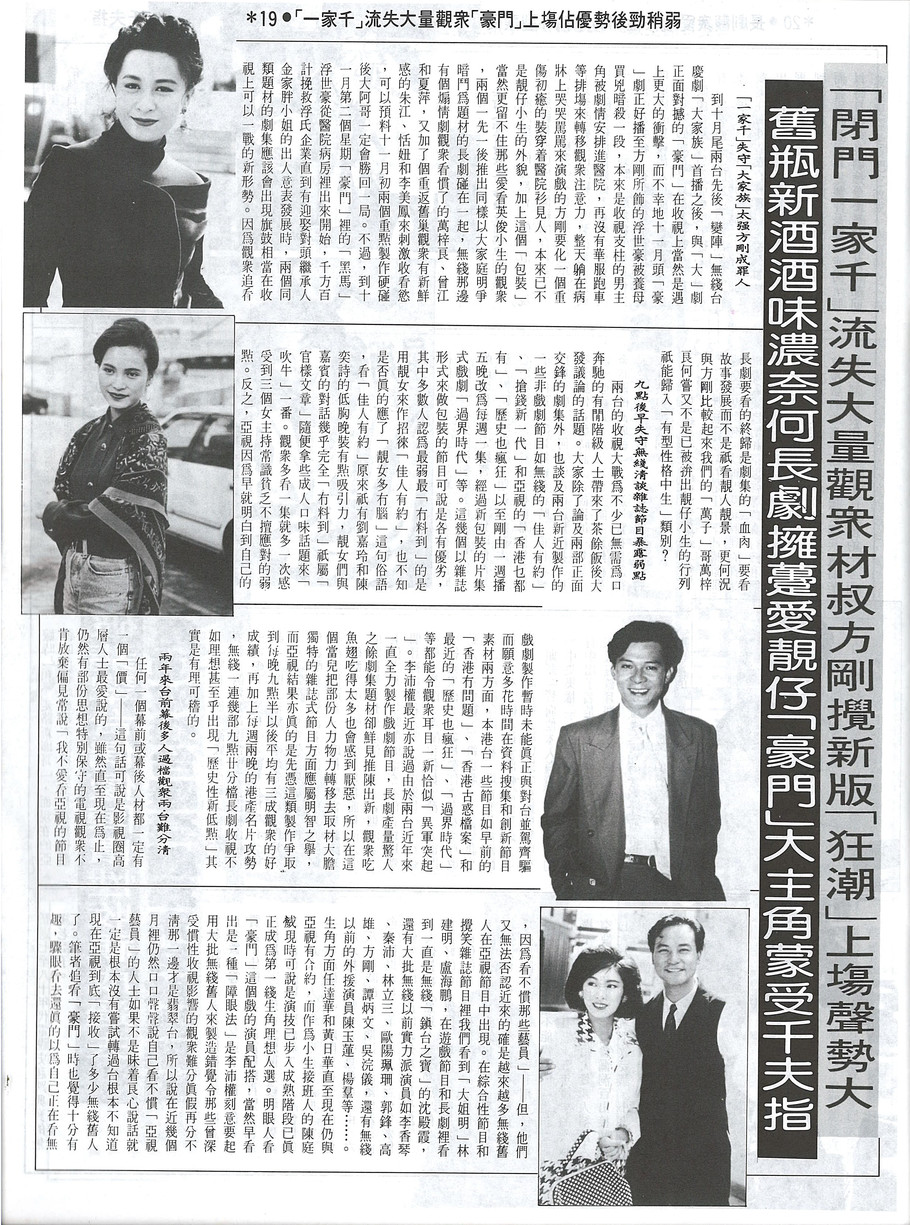 *19●「一家千」流失大量觀衆「豪門」上場佔優勢後勁稍弱
「閉門一家千」流失大量觀衆材叔方剛攪新版「狂潮」上場聲勢大
舊瓶新酒酒味濃奈何長劇擁躉愛靚仔「豪門」大主角蒙受千夫指
「一家千」失守「大家族」太强方剛成罪人
到十月尾兩台先後「變陣」無綫台
慶劇「大家族」首播之後，與「大」劇
正面對撼的「豪門」在收視上當然是遇
上更大的衝擊，而不幸地十一月頭「豪
」劇正好播至方剛所飾的浮世豪被養母
買兇暗殺一段，本來是收視支柱的男主
角被劇情安排進醫院，再沒有華服跑車
等排場來轉移觀衆注意力，整天躺在病
牀上哭哭罵罵來演戲的方剛要化一個重
傷初癒的裝穿着醫院衫見人，本來已不
是靚仔小生的外貌，加上這個「包裝」
當然更留不住那些愛看英俊小生的觀衆
，兩個一先一後推出同樣以大家庭明爭
暗鬥爲題材的長劇碰在一起，無綫那邊
有個煽情劇觀衆看慣了的萬梓良、曾江
和夏萍，又加了個重返舊巢觀衆有新鮮
感的朱江、恬妞和李美鳳來刺激收看慾
，可以預料十一月初兩個重點製作硬碰
後大阿哥一定會勝回一局。不過，到十
一月第二個星期「豪門」裡的「黑馬」
浮世豪從醫院病房裡出來開始，千方百
計挽救浮氏企業直到有迎娶對頭繼承人
金家胖小姐的出人意表發展時，兩個同
類題材的劇集應該會出現旗鼓相當在收
視上可以一戰的新形勢。因爲觀衆追看
長劇要看的終歸是劇集的「血肉」要看
故事發展而不是祇看靚人靚景，更何況
與方剛比較起來我們的「萬子」哥萬梓
良何嘗又不是已被淤出靚仔小生的行列
祇能歸入「有型性格中生」類別？
九點後早失守無綫清談雜誌節目暴露弱點
兩台的收視大戰爲不少已無需爲口
奔馳的有閒階級人士帶來了茶餘飯後大
發議論的話題。大家除了論及兩部正面
交鋒的劇集外，也談及兩台新近製作的
一些非戲劇節目如無綫的「佳人有約」
、「搶錢新一代」和亞視的「香港乜都
有」、「歷史也瘋狂」以至剛由一週播
五晚改爲每週一集，經過新包裝的片集
式戲劇「過界時代」等。這幾個以雜誌
形式來做包裝的節目可說是各有優劣，
其中多數人認爲最弱最「有料到」的是
用靚女來作招徠「佳人有約」，也不知
是否眞的應了「靚女多有腦」這句俗語
，看「佳人有約」原來祇有劉嘉玲和陳
奕詩的低胸晚裝有點吸引力，靚女們與
嘉賓的對話幾乎完全「有料到」祇屬「
官樣文章」隨便拿些成人口味話題來「
吹牛」一番。觀衆多看一集就多一次感
受到三個女主持常識貧乏不擅應對的弱
點。反之，亞視因爲早就明白到自己的
戲劇製作暫時未能眞正與對台並駕齊驅
而願意多花時間在資料搜集和創新節目
素材兩方面，本港台一些節目如早前的
「香港有問題」、「香港古惑檔案」和
最近的「歷史也瘋狂」、「過界時代」
等都能令觀衆耳目一新恰似「異軍突起
」。李沛權最近亦說過由於兩台近年來
一直全力製作戲劇節目，長劇產量驚人
之餘劇集題材卻鮮見推陳出新，觀衆吃
魚翅吃得太多也會感到厭惡，所以在這
個當兒把部份人力物力轉移去取材大膽
獨特的雜誌式節目方面應屬明智之擧，
而亞視結果亦眞的是先憑這類製作爭取
到每晚九點半以後平均有三成觀衆的好
成績，再加上每週兩晚的港產名片攻勢
，無綫一連幾部九點廿分檔長劇收視不
如理想甚至乎出現「歷史性新低點」其
實是有理可稽的。
兩年來台前幕後多人過檔觀衆兩台難分清
任何一個幕前或幕後人材都一定有
一個「價」——這句話可說是影視圈高
層人士最愛說的，雖然直至現在爲止，
仍然有部份思想特別保守的電視觀衆不
肯放棄偏見常說「我不愛看亞視的節目
，因爲看不慣那些藝員」——但，他們
又無法否認近來的確是越來越多無綫舊
人在亞視節目中出現。在綜合性節目和
攪笑雜誌節目裡我們看到「大姐明」林
建明、盧海鵬，在遊戲節目和長劇裡看
到一直是無綫「鎮台之寶」的沈殿霞，
還有大批無綫以前實力派演員如李香琴
、秦沛、林立三、歐陽珮珊、郭鋒、高
雄、方剛、譚炳文、吳浣儀，還有無綫
以前的外援演員陳玉蓮、楊羣等……
生角方面任達華和黃日華直至現在仍與
亞視有合約，而作爲小生接班人的陳庭
威現時可說是演技已步入成熟階段已眞
正成爲第一綫生角理想人選。明眼人看
「豪門」這個戲的演員配搭，當然早看
出是一種「障眼法」是李沛權刻意要起
用大批無綫舊人來製造錯覺令那些曾深
受慣性收視影響的觀衆難分眞假再分不
淸那一邊才是翡翠台，所以說在近幾個
月裡仍然口口聲聲說自己看不慣「亞視
藝員」的人士如果不是昧着良心說話就
一定是根本沒有嘗試轉過台根本不知道
現在亞視到底「接收」了多少無綫舊人
了。筆者追看「豪門」時也覺得十分有
趣，驟眼看去還眞的以爲自己正在看無